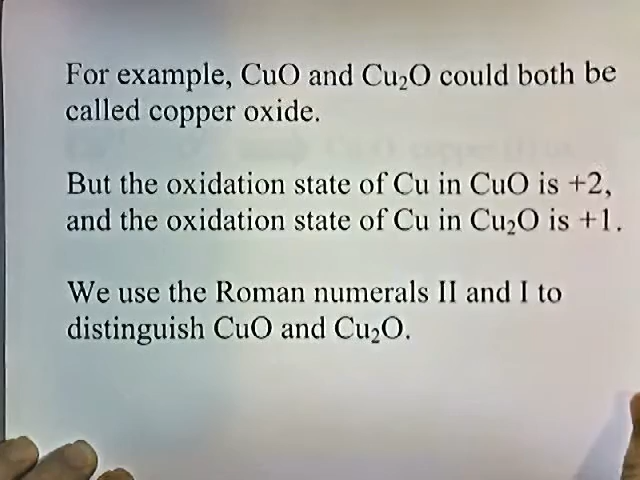 For example, CuO and Cu₂O could both be
called copper oxide.
But the oxidation state of Cu in CuO is +2,
and the oxidation state of Cu in Cu₂O is +1.
We use the Roman numerals II and I to
distinguish CuO and Cu₂O.